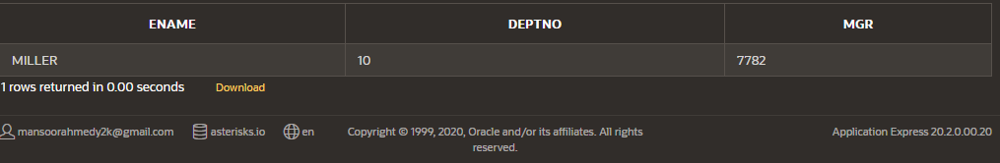 ENAME DEPTNO MGR
MILLER 10 7782
1 rows returned in 0.00 seconds Download
mansoorahmedy2k@gmail.com asterisks.io en Copyright © 1999, 2020, Oracle and/or its affiliates. All rights Application Express 20.2.0.00.20
reserved.